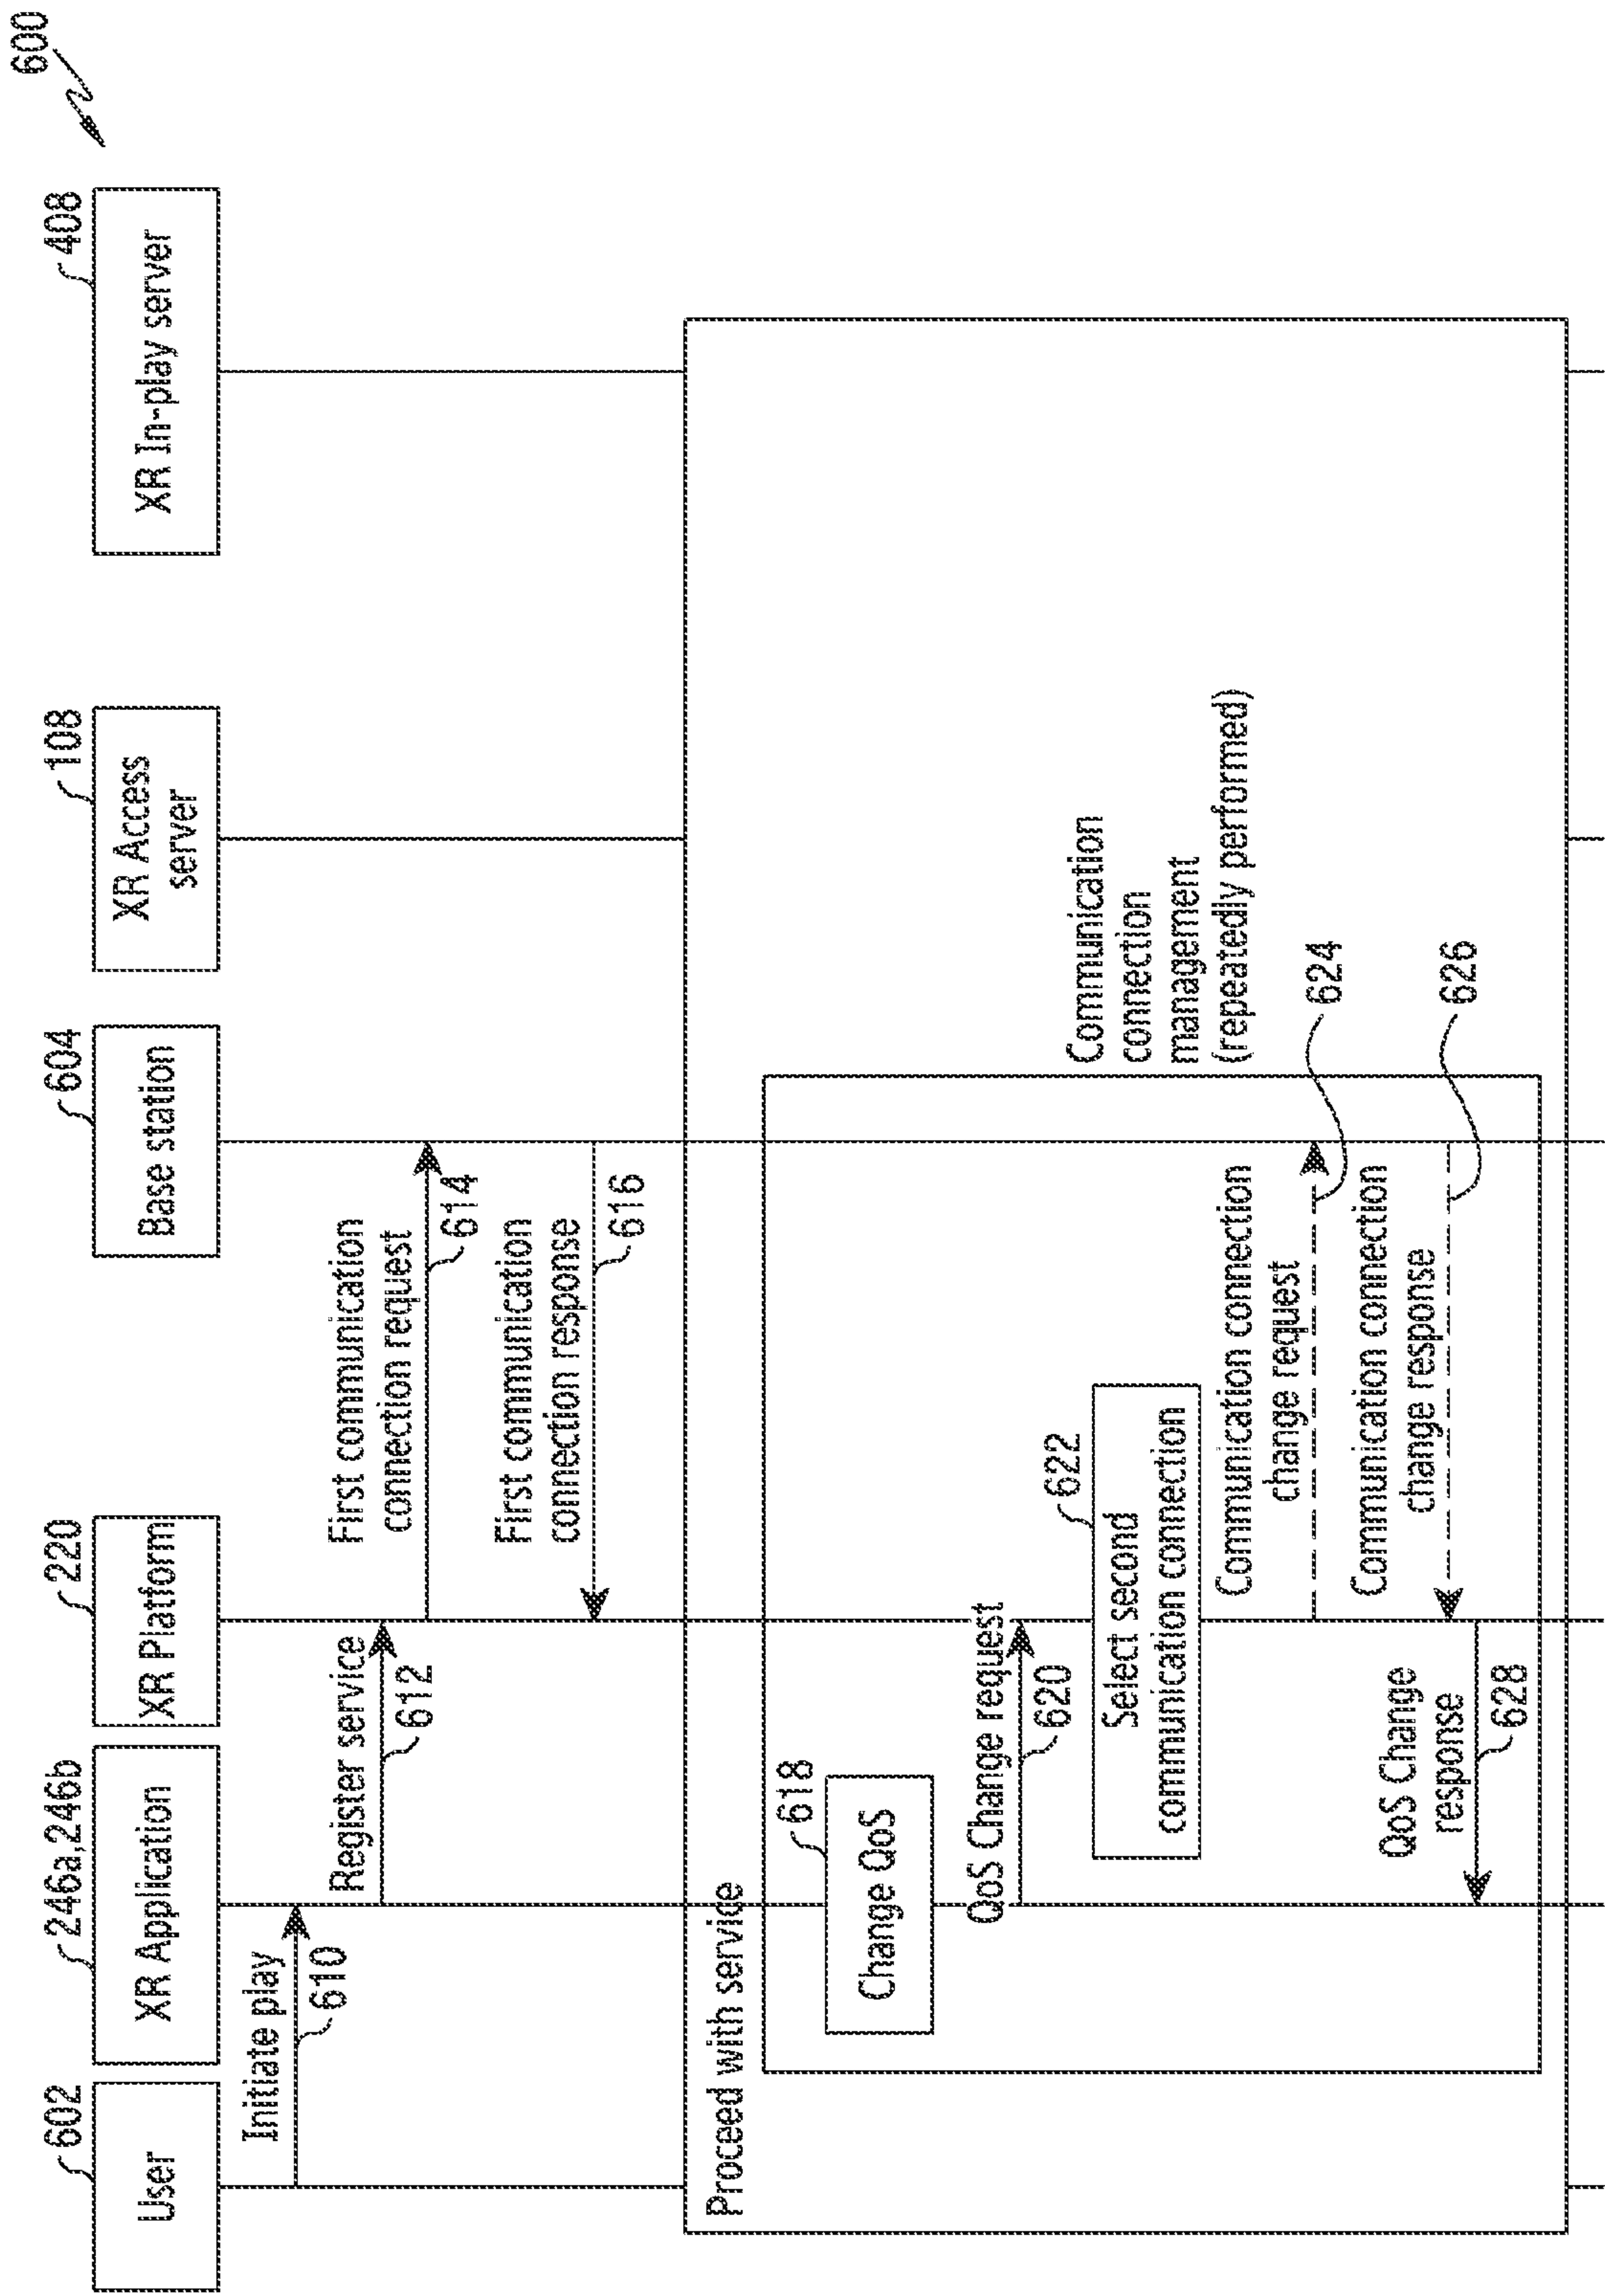 600
602
User
246a,246b
XR Application
220
XR Platform
604
Base station
108
XR Access
server
408
XR In-play server
Initiate play
610
Register service
612
First communication
connection request
614
First communication
connection response
616
Proceed with service
Communication
connection
management
(repeatedly performed)
618
Change QoS
QoS Change request
620
622
Select second
communication connection
Communication connection
change request
624
Communication connection
change response
626
QoS Change
response
628